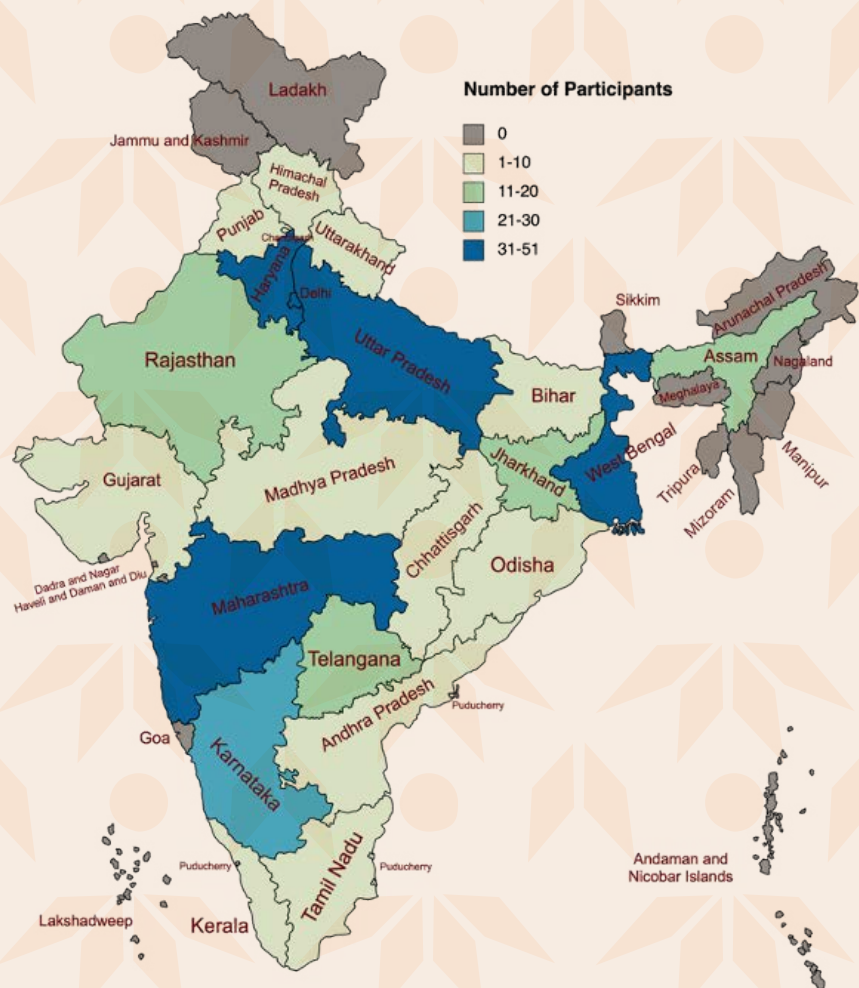 Number of Participants
0
1-10
11-20
21-30
31-51
Ladakh
Jammu and Kashmir
Himachal
Pradesh
Punjab
Chandigarh
Uttarakhand
Haryana
Delhi
Rajasthan
Uttar Pradesh
Bihar
Sikkim
Arunachal Pradesh
Assam
Nagaland
Meghalaya
Manipur
Tripura
Mizoram
West Bengal
Jharkhand
Gujarat
Madhya Pradesh
Chhattisgarh
Odisha
Dadra and Nagar
Haveli and Daman and Diu
Maharashtra
Telangana
Andhra Pradesh
Puducherry
Goa
Karnataka
Puducherry
Puducherry
Tamil Nadu
Kerala
Lakshadweep
Andaman and
Nicobar Islands